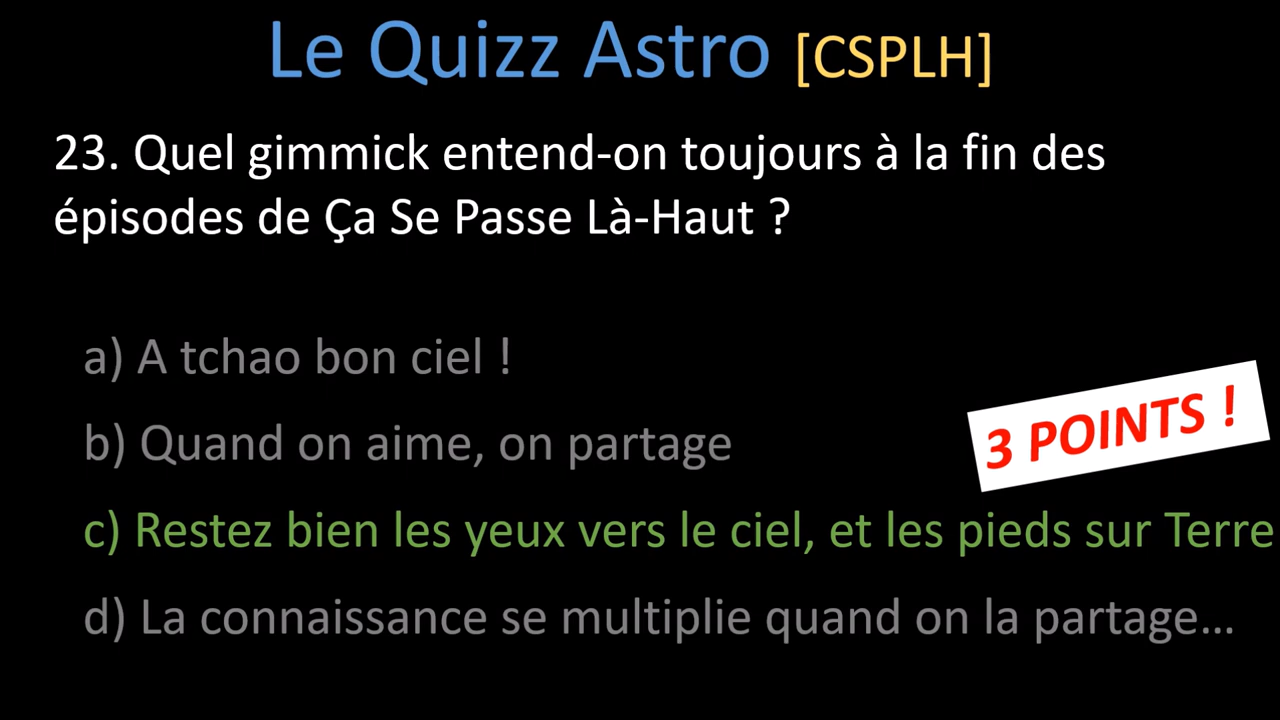 Le Quizz Astro [CSPLH]
23. Quel gimmick entend-on toujours à la fin des
épisodes de Ça Se Passe Là-Haut ?
a) A tchao bon ciel !
3 POINTS !
b) Quand on aime, on partage
c) Restez bien les yeux vers le ciel, et les pieds sur Terre
d) La connaissance se multiplie quand on la partage...